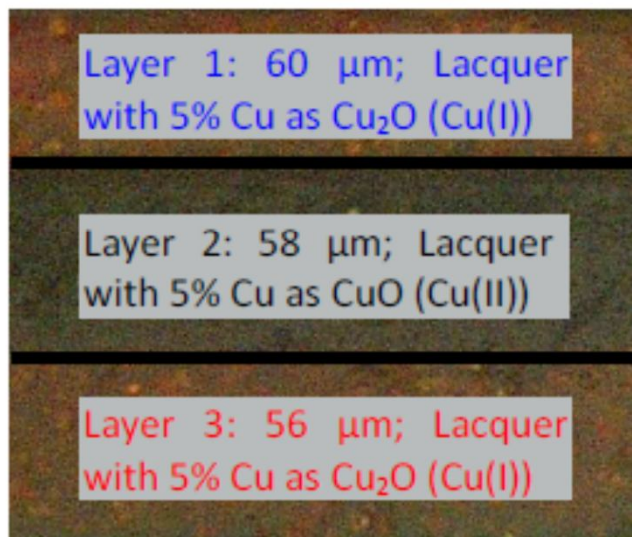 Layer 1: 60 µm; Lacquer
with 5% Cu as Cu₂O (Cu(I))
Layer 2: 58 µm; Lacquer
with 5% Cu as CuO (Cu(II))
Layer 3: 56 µm; Lacquer
with 5% Cu as Cu₂O (Cu(I))